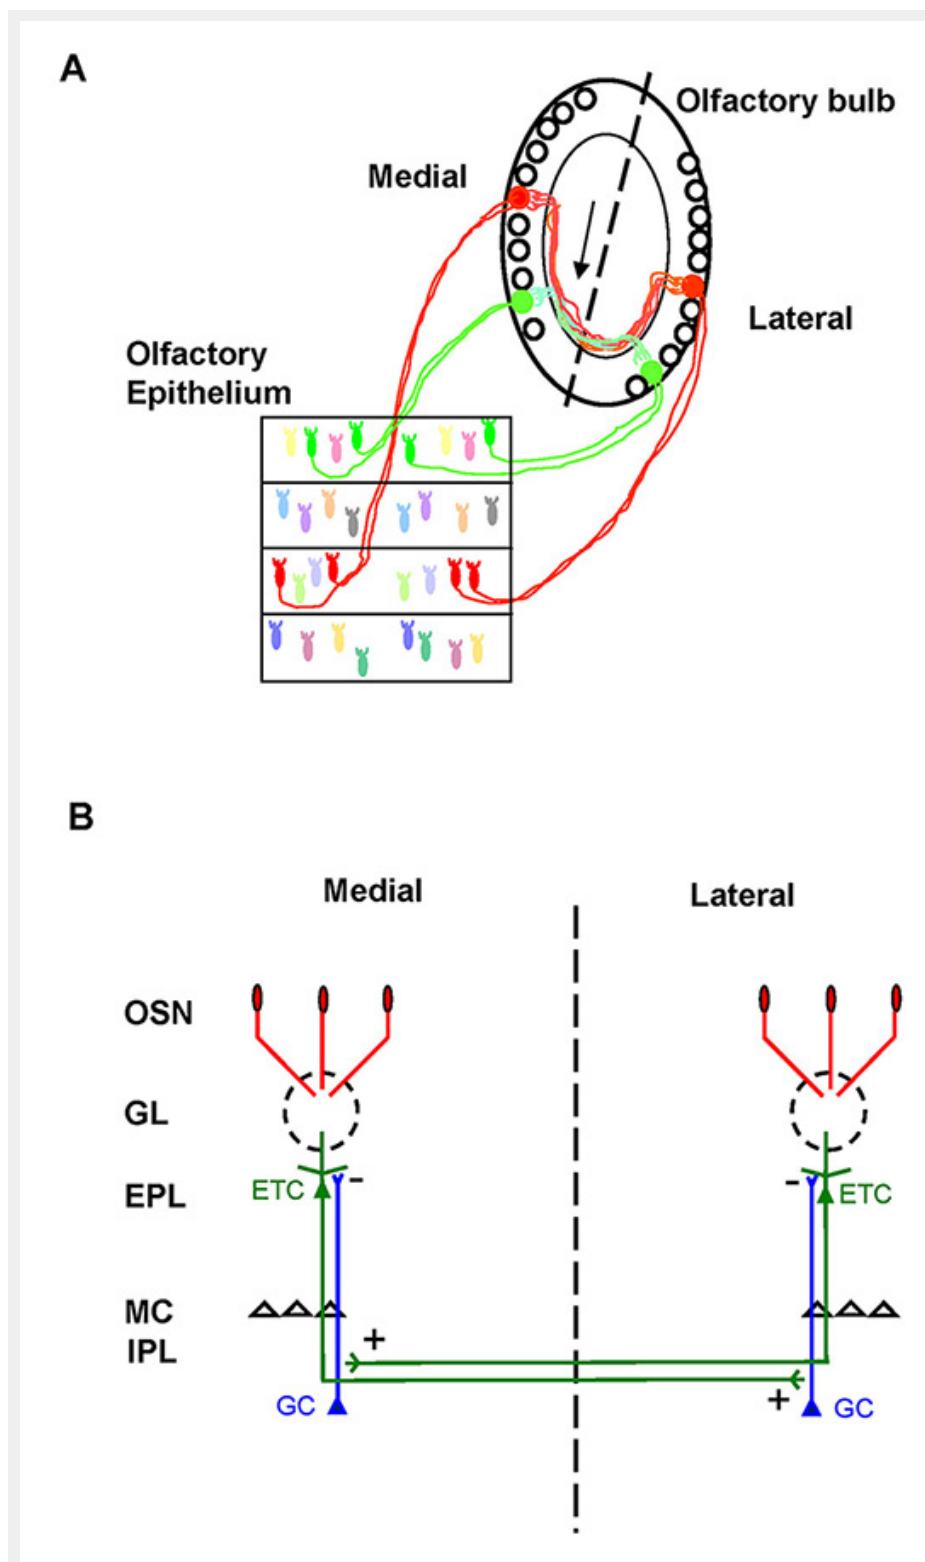 A
Olfactory bulb
Medial
Lateral
Olfactory
Epithelium
B
Medial
Lateral
OSN
GL
ETC - - ETC
EPL
MC
IPL
+
+
GC GC